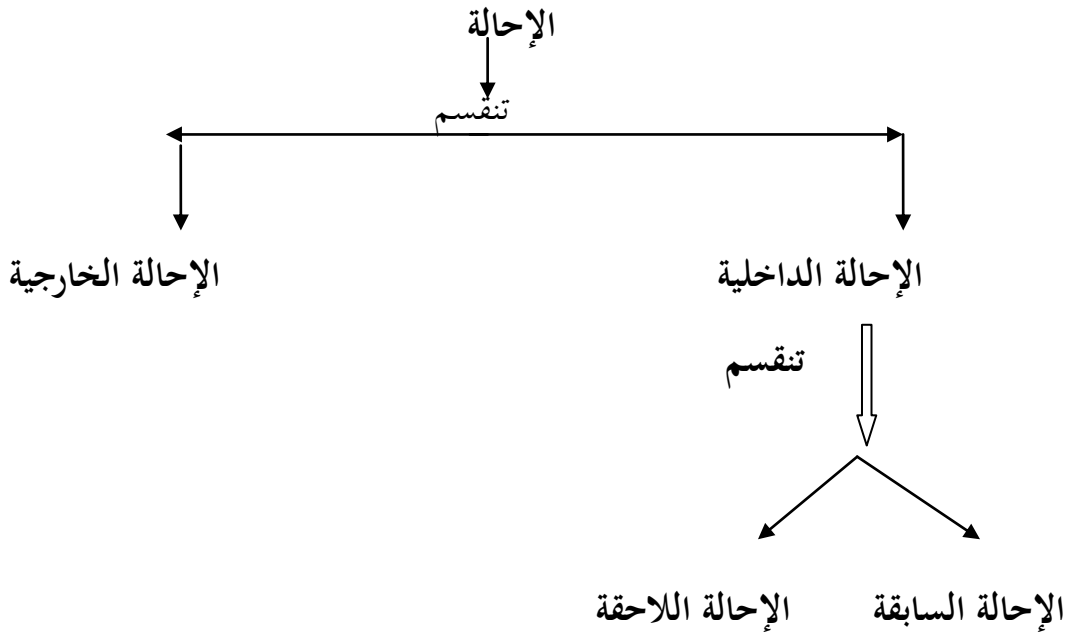 الإحالة
تنقسم
الإحالة الداخلية الإحالة الخارجية
تنقسم
الإحالة السابقة الإحالة اللاحقة